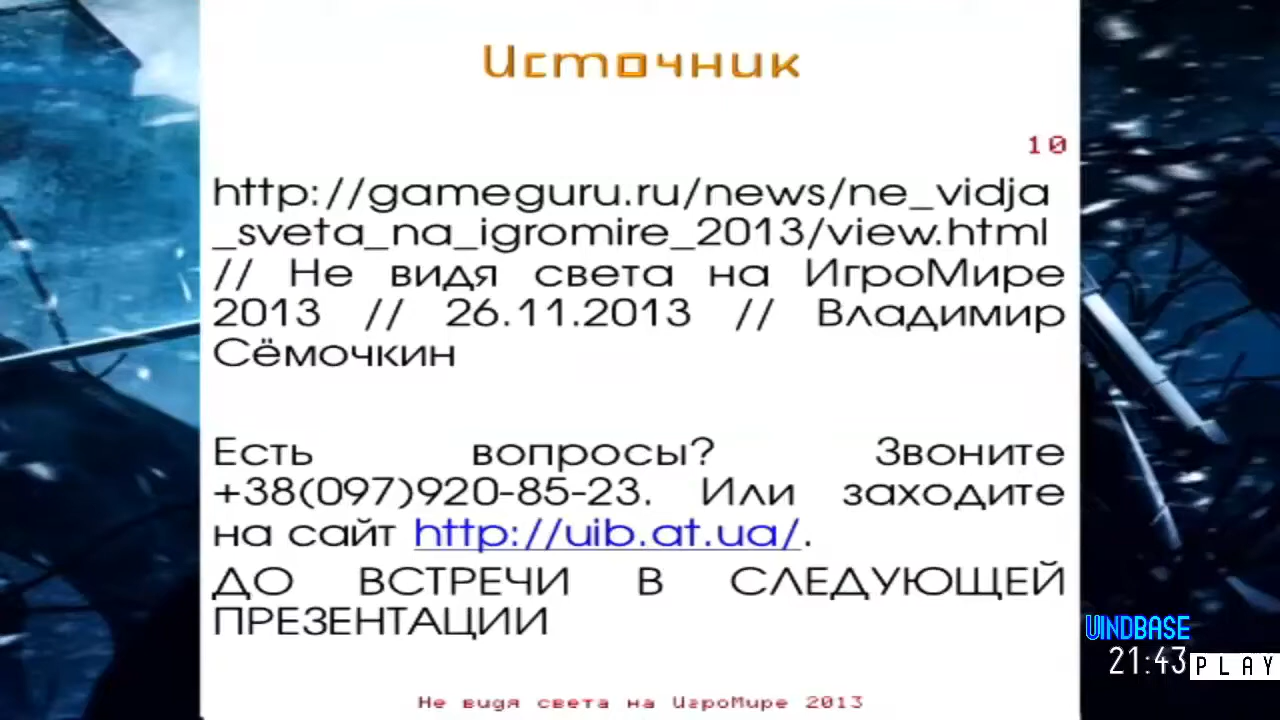 Источник
10
http://gameguru.ru/news/ne_vidja
_sveta_na_igromire_2013/view.html
// Не видя света на ИгроМире
2013 // 26.11.2013 // Владимир
Сёмочкин
Есть вопросы? Звоните
+38(097)920-85-23. Или заходите
на сайт http://uib.at.ua/.
ДО ВСТРЕЧИ В СЛЕДУЮЩЕЙ
ПРЕЗЕНТАЦИИ
UINDBASE
21:43 PLAY
Не видя света на ИгроМире 2013